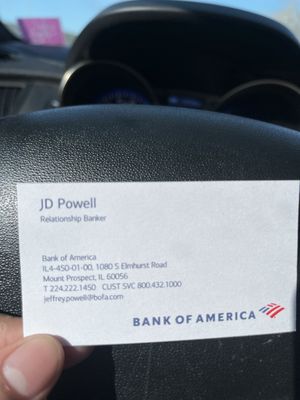 JD Powell
Relationship Banker
Bank of America
IL4-450-01-00, 1080 S Elmhurst Road
Mount Prospect, IL 60056
T 224.222.1450 CUST SVC 800.432.1000
jeffrey.powell@bofa.com
BANK OF AMERICA